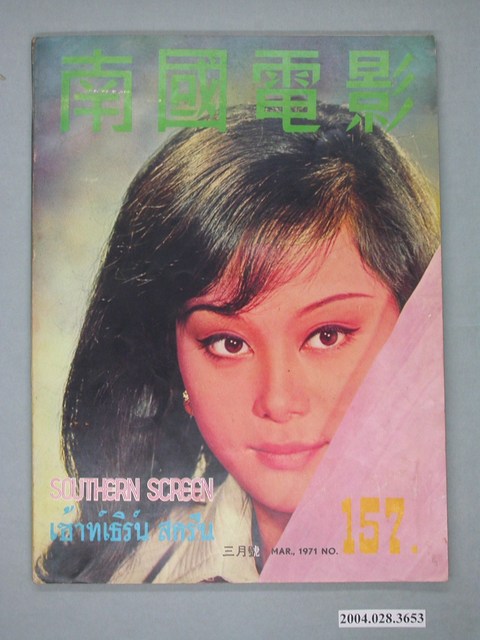 南國電影
SOUTHERN SCREEN
เซ้าท์เธิร์น สกรีน
三月號 MAR., 1971 NO. 157.
2004.028.3653